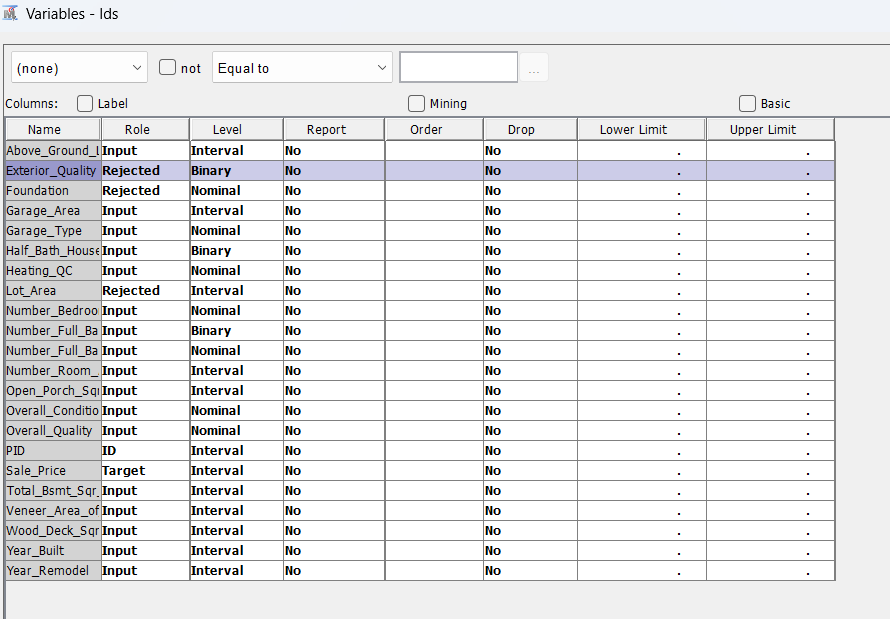 Variables - Ids
(none) not Equal to ...
Columns: Label Mining Basic
Name Role Level Report Order Drop Lower Limit Upper Limit
Above_Ground_L Input Interval No No . .
Exterior_Quality Rejected Binary No No . .
Foundation Rejected Nominal No No . .
Garage_Area Input Interval No No . .
Garage_Type Input Nominal No No . .
Half_Bath_House Input Binary No No . .
Heating_QC Input Nominal No No . .
Lot_Area Rejected Interval No No . .
Number_Bedroo Input Nominal No No . .
Number_Full_Ba Input Binary No No . .
Number_Full_Ba Input Nominal No No . .
Number_Room_ Input Interval No No . .
Open_Porch_Sqr Input Interval No No . .
Overall_Conditio Input Nominal No No . .
Overall_Quality Input Nominal No No . .
PID ID Interval No No . .
Sale_Price Target Interval No No . .
Total_Bsmt_Sqr_ Input Interval No No . .
Veneer_Area_of Input Interval No No . .
Wood_Deck_Sqr Input Interval No No . .
Year_Built Input Interval No No . .
Year_Remodel Input Interval No No . .